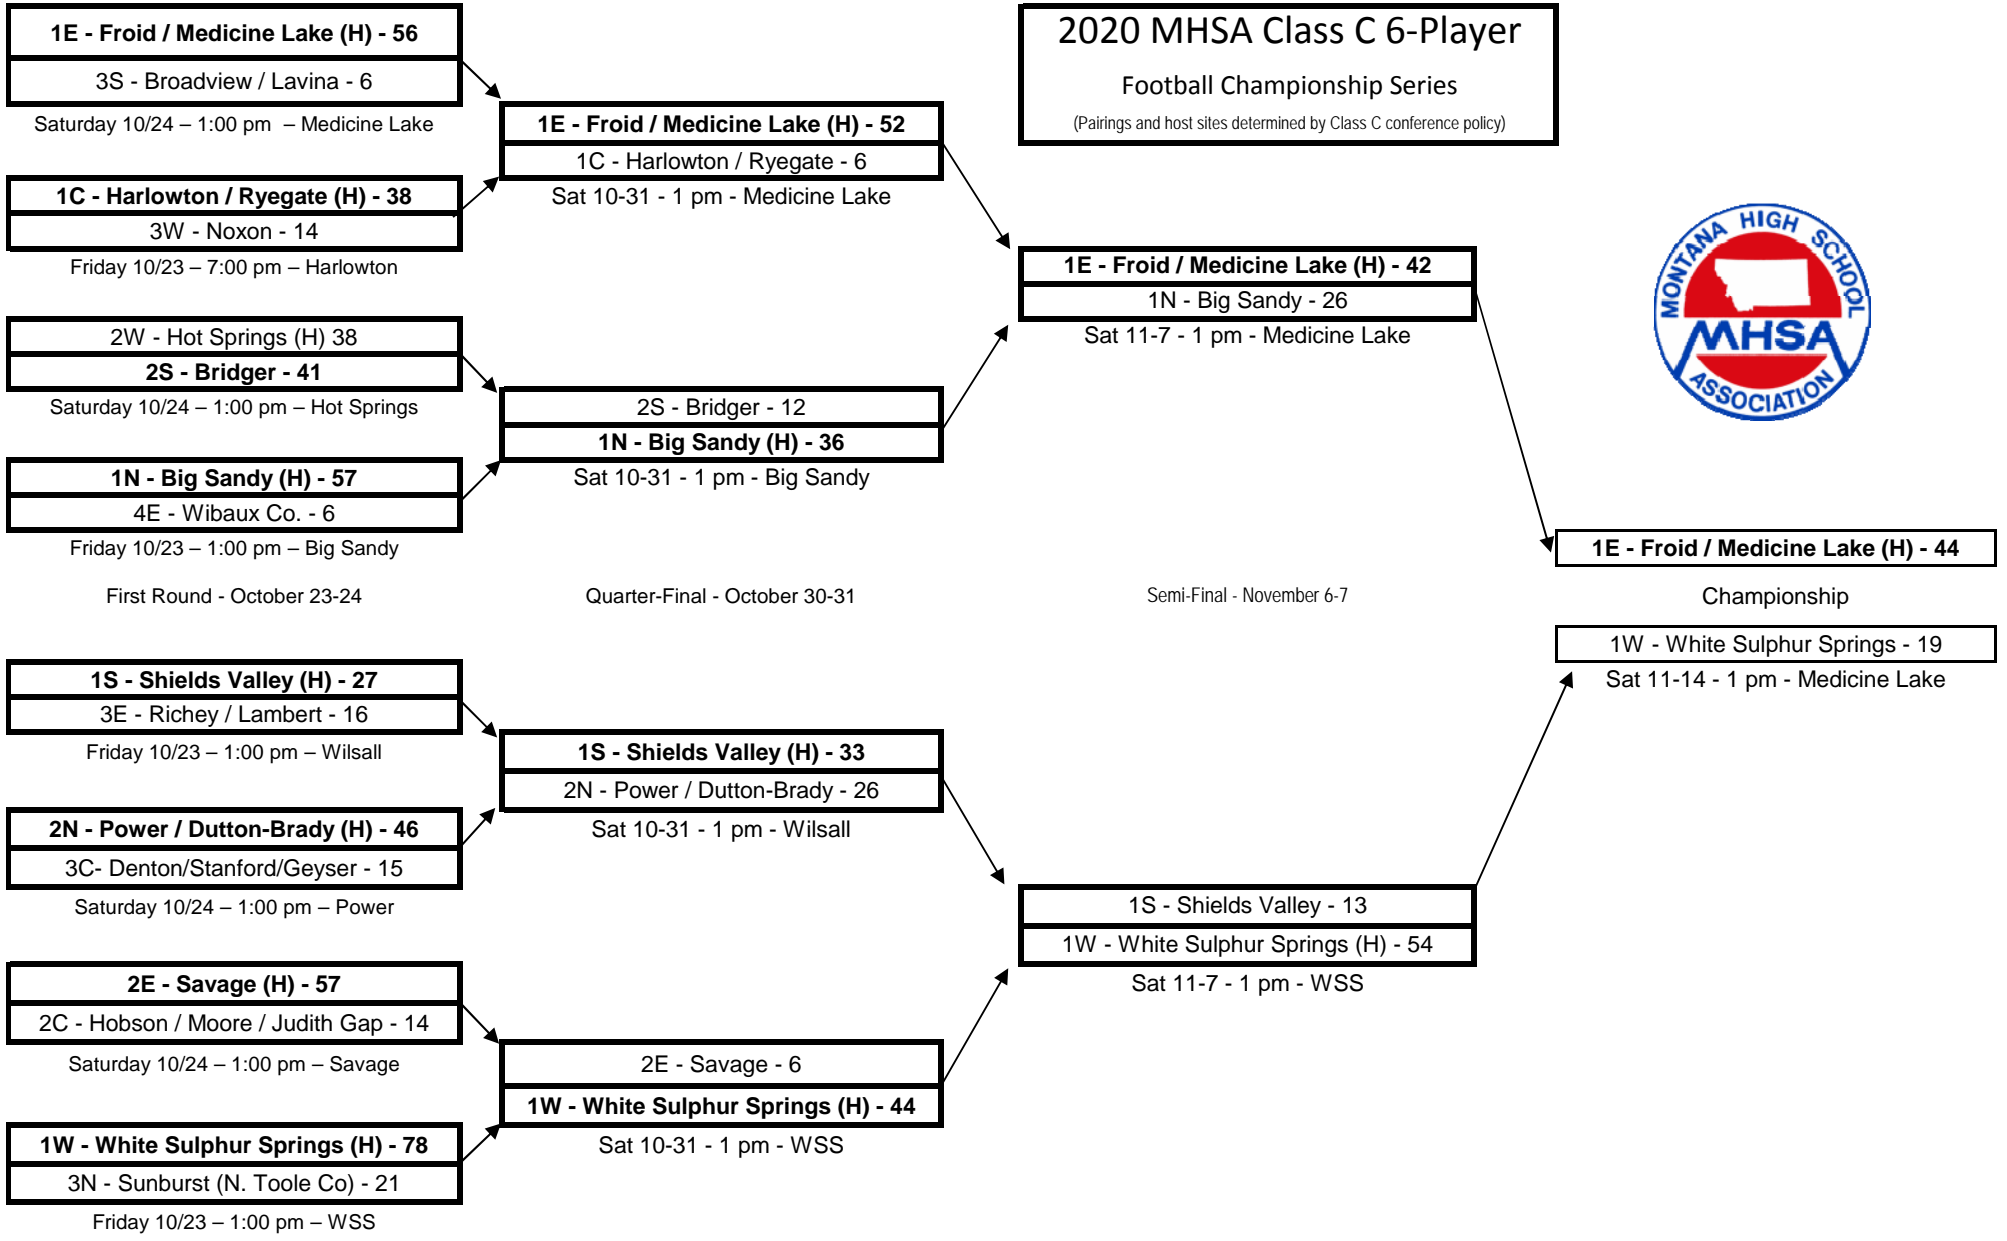 2020 MHSA Class C 6-Player
Football Championship Series
(Pairings and host sites determined by Class C conference policy)
MONTANA HIGH SCHOOL
MHSA
ASSOCIATION
1E - Froid / Medicine Lake (H) - 56
3S - Broadview / Lavina - 6
Saturday 10/24 – 1:00 pm – Medicine Lake
1C - Harlowton / Ryegate (H) - 38
3W - Noxon - 14
Friday 10/23 – 7:00 pm – Harlowton
2W - Hot Springs (H) 38
2S - Bridger - 41
Saturday 10/24 – 1:00 pm – Hot Springs
1N - Big Sandy (H) - 57
4E - Wibaux Co. - 6
Friday 10/23 – 1:00 pm – Big Sandy
1E - Froid / Medicine Lake (H) - 52
1C - Harlowton / Ryegate - 6
Sat 10-31 - 1 pm - Medicine Lake
2S - Bridger - 12
1N - Big Sandy (H) - 36
Sat 10-31 - 1 pm - Big Sandy
1E - Froid / Medicine Lake (H) - 42
1N - Big Sandy - 26
Sat 11-7 - 1 pm - Medicine Lake
1E - Froid / Medicine Lake (H) - 44
First Round - October 23-24
Quarter-Final - October 30-31
Semi-Final - November 6-7
Championship
1W - White Sulphur Springs - 19
Sat 11-14 - 1 pm - Medicine Lake
1S - Shields Valley (H) - 27
3E - Richey / Lambert - 16
Friday 10/23 – 1:00 pm – Wilsall
2N - Power / Dutton-Brady (H) - 46
3C- Denton/Stanford/Geyser - 15
Saturday 10/24 – 1:00 pm – Power
2E - Savage (H) - 57
2C - Hobson / Moore / Judith Gap - 14
Saturday 10/24 – 1:00 pm – Savage
1W - White Sulphur Springs (H) - 78
3N - Sunburst (N. Toole Co) - 21
Friday 10/23 – 1:00 pm – WSS
1S - Shields Valley (H) - 33
2N - Power / Dutton-Brady - 26
Sat 10-31 - 1 pm - Wilsall
2E - Savage - 6
1W - White Sulphur Springs (H) - 44
Sat 10-31 - 1 pm - WSS
1S - Shields Valley - 13
1W - White Sulphur Springs (H) - 54
Sat 11-7 - 1 pm - WSS